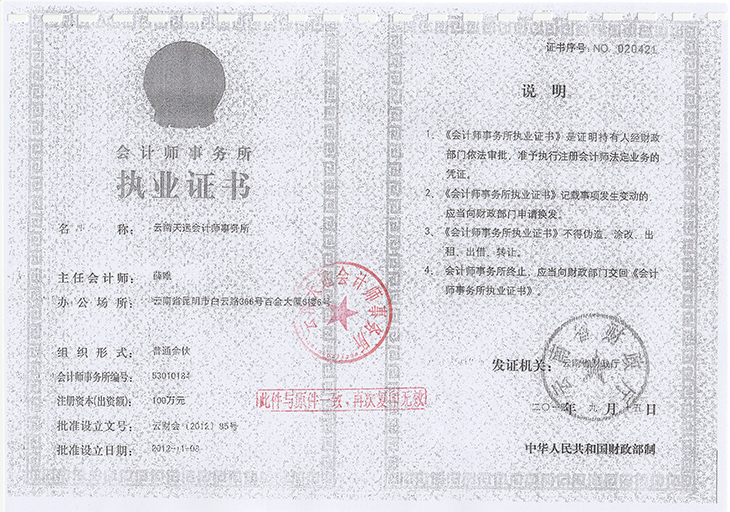 会计师事务所
执业证书
名 称： 云南天运会计师事务所
主任会计师：
办公场所： 云南省昆明市白云路366号百合大厦6楼6号
组织形式： 普通合伙
会计师事务所编号： 53010184
注册资本(出资额)： 100万元
批准设立文号： 云财会（2012）85号
批准设立日期： 2012-11-08
此件与原件一致，再次复印无效
证书序号：NO. 020421
说 明
1、《会计师事务所执业证书》是证明持有人经财政
部门依法审批，准予执行注册会计师法定业务的
凭证。
2、《会计师事务所执业证书》记载事项发生变动的，
应当向财政部门申请换发。
3、《会计师事务所执业证书》不得伪造、涂改、出
租、出借、转让。
4、会计师事务所终止，应当向财政部门交回《会计
师事务所执业证书》。
发证机关： 云南省财政厅
年 九 月 十五 日
中华人民共和国财政部制